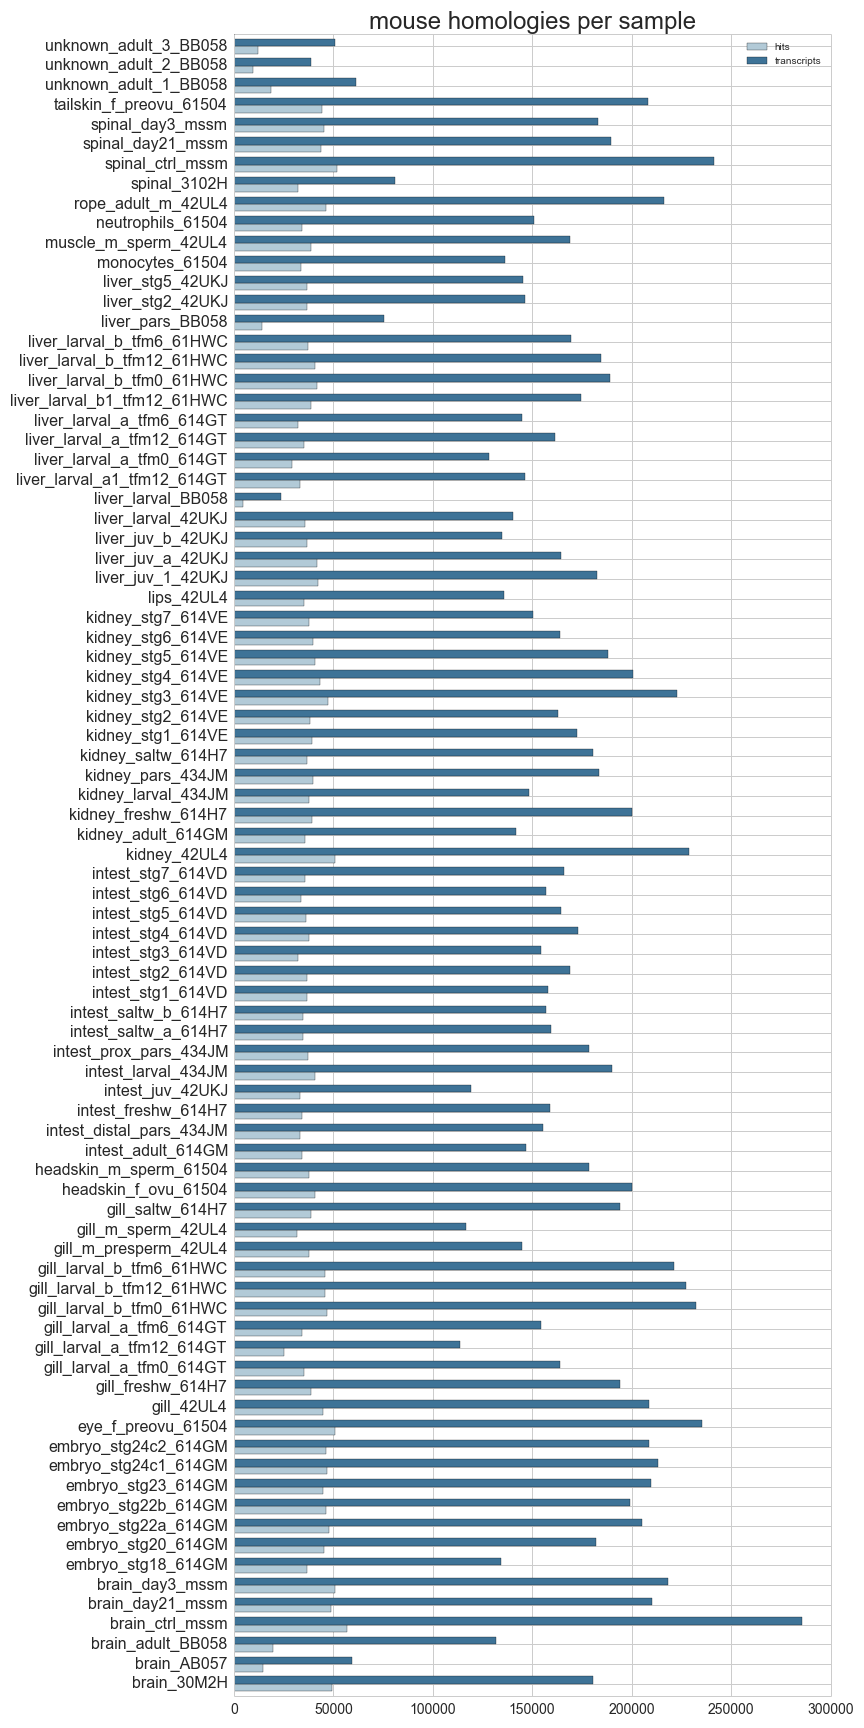 mouse homologies per sample
hits
transcripts
unknown_adult_3_BB058
unknown_adult_2_BB058
unknown_adult_1_BB058
tailskin_f_preovu_61504
spinal_day3_mssm
spinal_day21_mssm
spinal_ctrl_mssm
spinal_3102H
rope_adult_m_42UL4
neutrophils_61504
muscle_m_sperm_42UL4
monocytes_61504
liver_stg5_42UKJ
liver_stg2_42UKJ
liver_pars_BB058
liver_larval_b_tfm6_61HWC
liver_larval_b_tfm12_61HWC
liver_larval_b_tfm0_61HWC
liver_larval_b1_tfm12_61HWC
liver_larval_a_tfm6_614GT
liver_larval_a_tfm12_614GT
liver_larval_a_tfm0_614GT
liver_larval_a1_tfm12_614GT
liver_larval_BB058
liver_larval_42UKJ
liver_juv_b_42UKJ
liver_juv_a_42UKJ
liver_juv_1_42UKJ
lips_42UL4
kidney_stg7_614VE
kidney_stg6_614VE
kidney_stg5_614VE
kidney_stg4_614VE
kidney_stg3_614VE
kidney_stg2_614VE
kidney_stg1_614VE
kidney_saltw_614H7
kidney_pars_434JM
kidney_larval_434JM
kidney_freshw_614H7
kidney_adult_614GM
kidney_42UL4
intest_stg7_614VD
intest_stg6_614VD
intest_stg5_614VD
intest_stg4_614VD
intest_stg3_614VD
intest_stg2_614VD
intest_stg1_614VD
intest_saltw_b_614H7
intest_saltw_a_614H7
intest_prox_pars_434JM
intest_larval_434JM
intest_juv_42UKJ
intest_freshw_614H7
intest_distal_pars_434JM
intest_adult_614GM
headskin_m_sperm_61504
headskin_f_ovu_61504
gill_saltw_614H7
gill_m_sperm_42UL4
gill_m_presperm_42UL4
gill_larval_b_tfm6_61HWC
gill_larval_b_tfm12_61HWC
gill_larval_b_tfm0_61HWC
gill_larval_a_tfm6_614GT
gill_larval_a_tfm12_614GT
gill_larval_a_tfm0_614GT
gill_freshw_614H7
gill_42UL4
eye_f_preovu_61504
embryo_stg24c2_614GM
embryo_stg24c1_614GM
embryo_stg23_614GM
embryo_stg22b_614GM
embryo_stg22a_614GM
embryo_stg20_614GM
embryo_stg18_614GM
brain_day3_mssm
brain_day21_mssm
brain_ctrl_mssm
brain_adult_BB058
brain_AB057
brain_30M2H
0 50000 100000 150000 200000 250000 300000